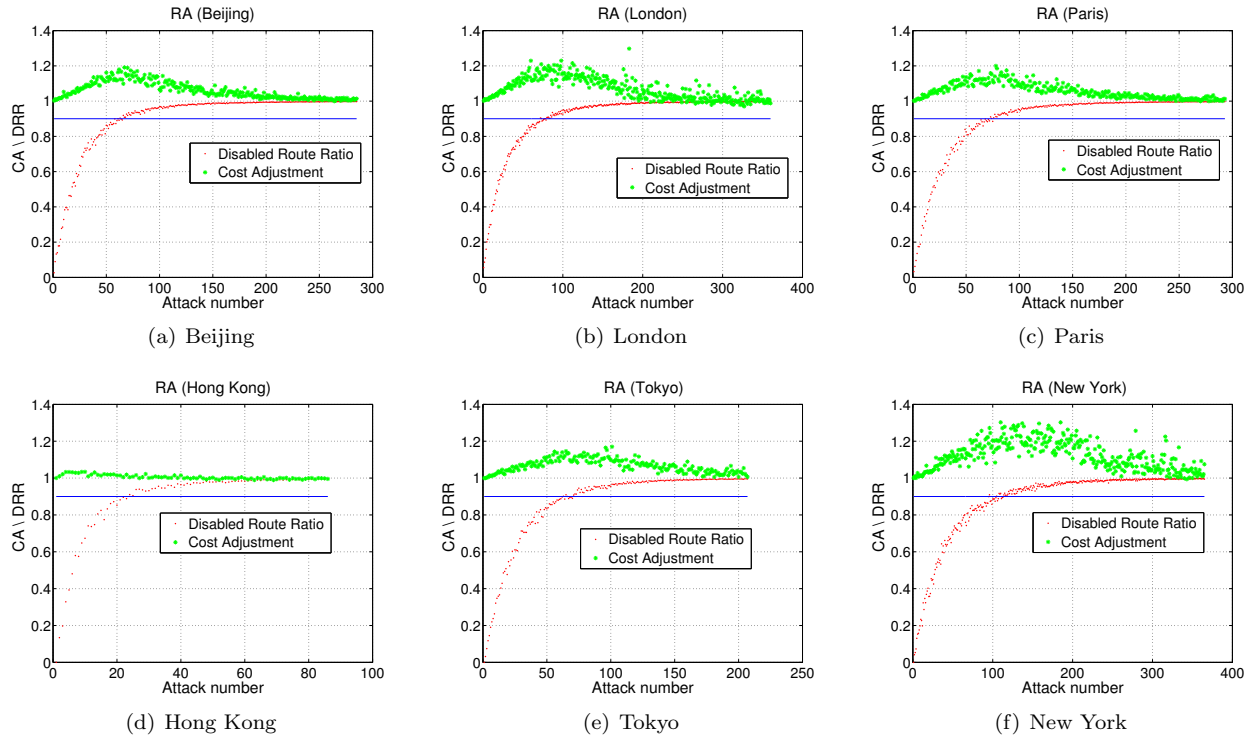 RA (Beijing)
CA \ DRR
1.4
1.2
1
0.8
0.6
0.4
0.2
0
Disabled Route Ratio
Cost Adjustment
0 50 100 150 200 250 300
Attack number
(a) Beijing
RA (London)
CA \ DRR
1.4
1.2
1
0.8
0.6
0.4
0.2
0
Disabled Route Ratio
Cost Adjustment
0 100 200 300 400
Attack number
(b) London
RA (Paris)
CA \ DRR
1.4
1.2
1
0.8
0.6
0.4
0.2
0
Disabled Route Ratio
Cost Adjustment
0 50 100 150 200 250 300
Attack number
(c) Paris
RA (Hong Kong)
CA \ DRR
1.4
1.2
1
0.8
0.6
0.4
0.2
0
Disabled Route Ratio
Cost Adjustment
0 20 40 60 80 100
Attack number
(d) Hong Kong
RA (Tokyo)
CA \ DRR
1.4
1.2
1
0.8
0.6
0.4
0.2
0
Disabled Route Ratio
Cost Adjustment
0 50 100 150 200 250
Attack number
(e) Tokyo
RA (New York)
CA \ DRR
1.4
1.2
1
0.8
0.6
0.4
0.2
0
Disabled Route Ratio
Cost Adjustment
0 100 200 300 400
Attack number
(f) New York